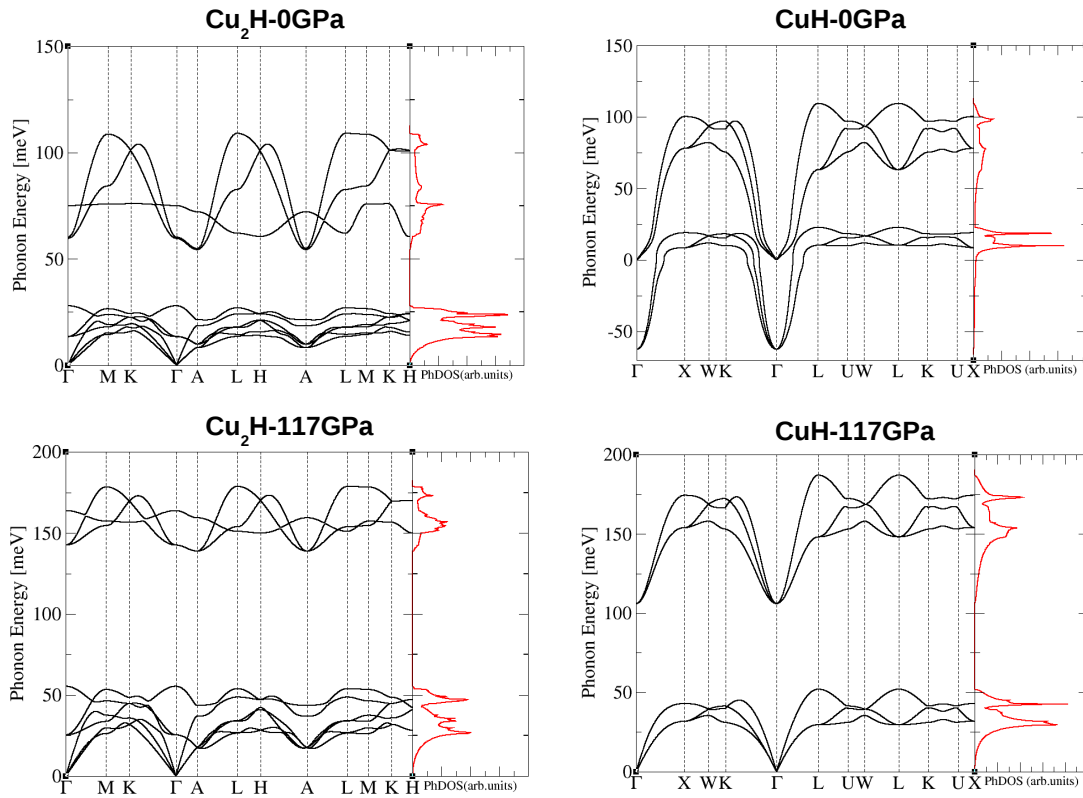 Cu₂H-0GPa
Phonon Energy [meV]
150
100
50
0
Γ M K Γ A L H A L M K H
PhDOS(arb.units)
CuH-0GPa
Phonon Energy [meV]
150
100
50
0
-50
Γ X W K Γ L U W L K U X
PhDOS (arb.units)
Cu₂H-117GPa
Phonon Energy [meV]
200
150
100
50
0
Γ M K Γ A L H A L M K H
PhDOS(arb.units)
CuH-117GPa
Phonon Energy [meV]
200
150
100
50
0
Γ X W K Γ L U W L K U X
PhDOS (arb.units)